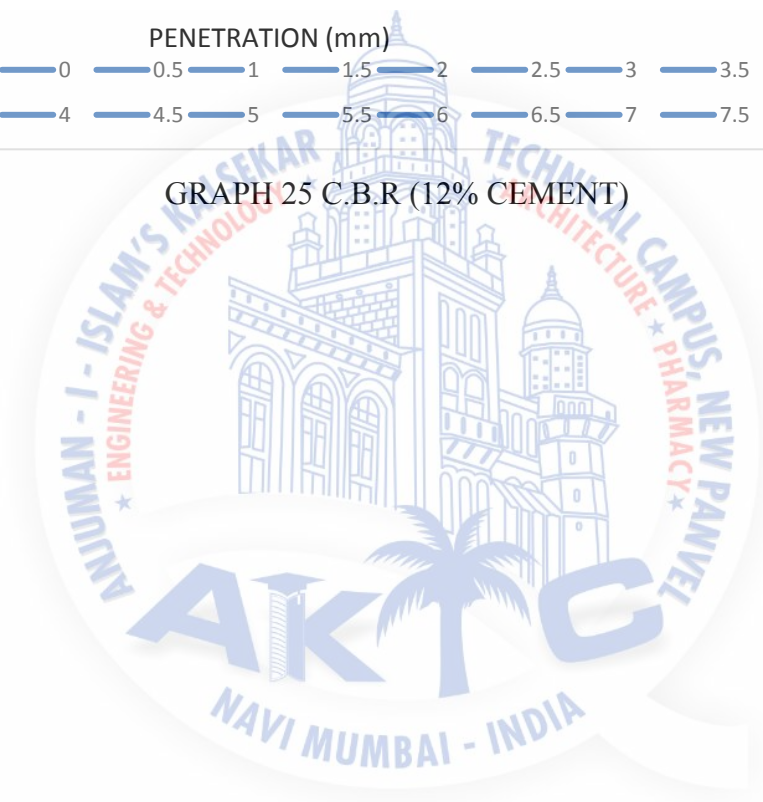 PENETRATION (mm)
0 0.5 1 1.5 2 2.5 3 3.5
4 4.5 5 5.5 6 6.5 7 7.5
GRAPH 25 C.B.R (12% CEMENT)
ANJUMAN - I - ISLAM'S KALSEKAR TECHNICAL CAMPUS, NEW PANVEL
★ ENGINEERING & TECHNOLOGY ★ ARCHITECTURE ★ PHARMACY ★
AKTC
NAVI MUMBAI - INDIA